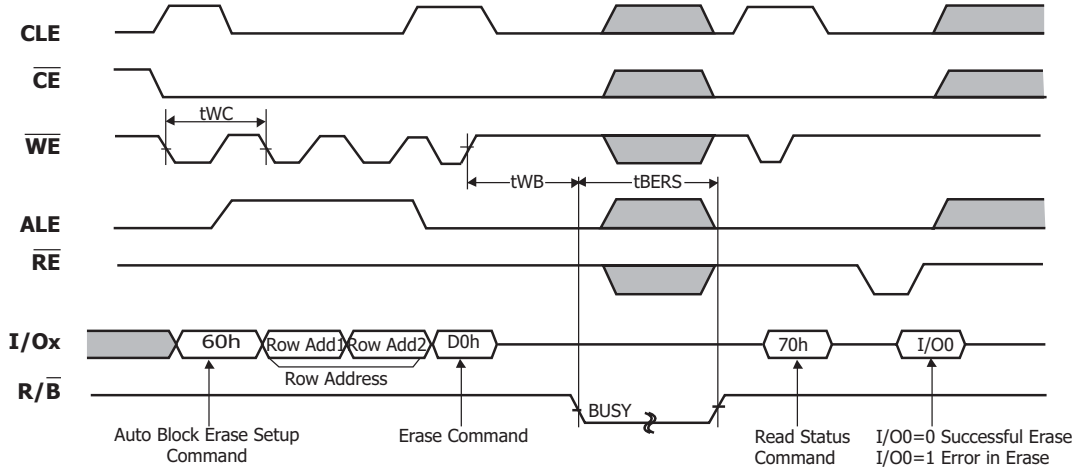 CLE
CE
tWC
WE
tWB
tBERS
ALE
RE
I/Ox
60h
Row Add1
Row Add2
D0h
70h
I/O0
Row Address
R/B
BUSY
Auto Block Erase Setup
Command
Erase Command
Read Status
Command
I/O0=0 Successful Erase
I/O0=1 Error in Erase